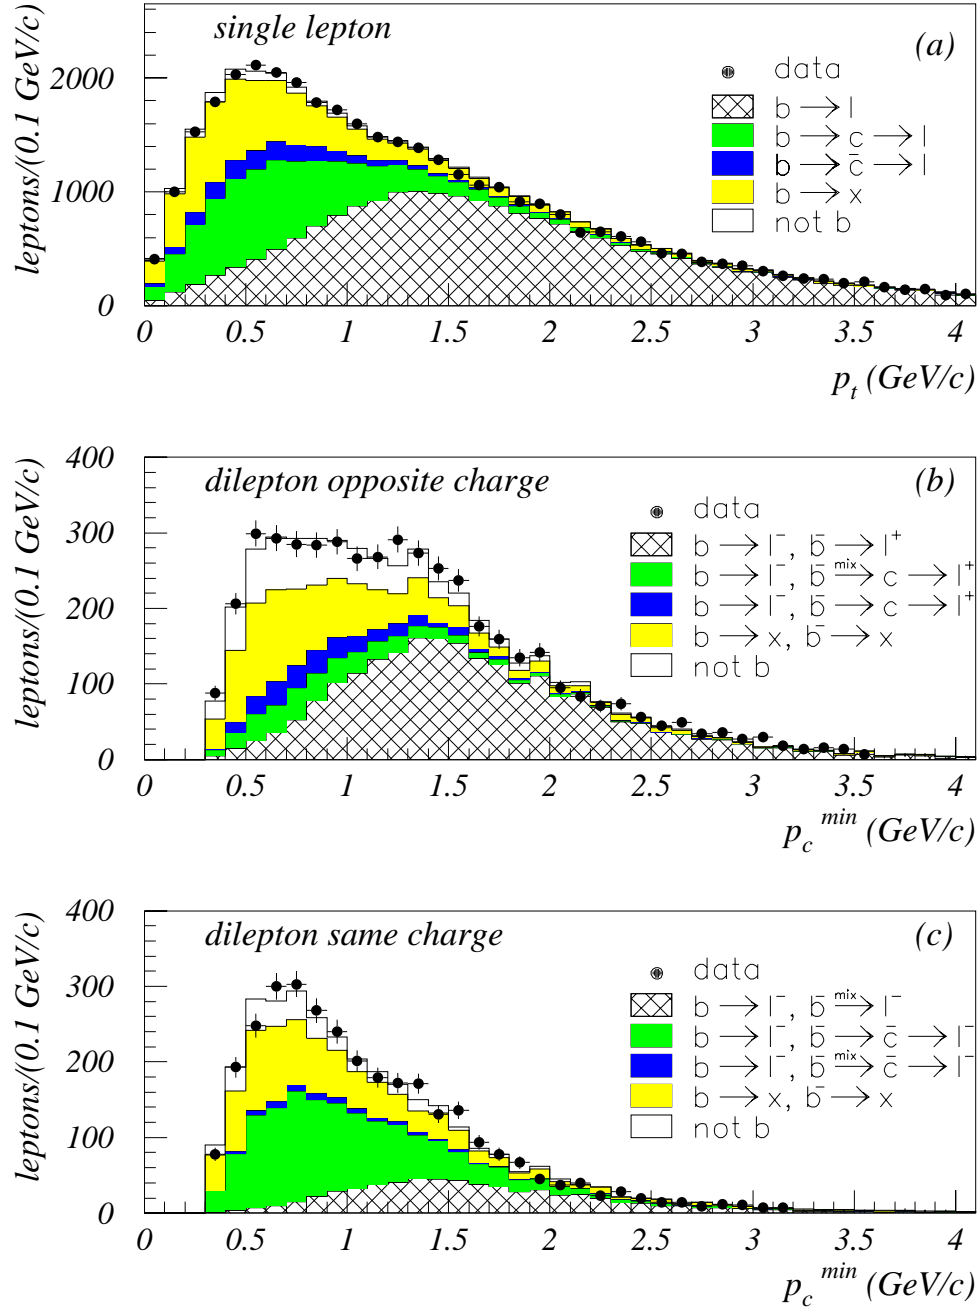 single lepton
(a)
leptons/(0.1 GeV/c)
data
b → l
b → c → l
b → c̄ → l
b → x
not b
2000
1000
0
0 0.5 1 1.5 2 2.5 3 3.5 4
p_t (GeV/c)
dilepton opposite charge
(b)
leptons/(0.1 GeV/c)
data
b → l⁻, b̄ → l⁺
b → l⁻, b̄ mix→ c → l⁺
b → l⁻, b̄ → c → l⁺
b → x, b̄ → x
not b
400
300
200
100
0
0 0.5 1 1.5 2 2.5 3 3.5 4
p_c^min (GeV/c)
dilepton same charge
(c)
leptons/(0.1 GeV/c)
data
b → l⁻, b̄ mix→ l⁻
b → l⁻, b̄ → c̄ → l⁻
b → l⁻, b̄ mix→ c̄ → l⁻
b → x, b̄ → x
not b
400
300
200
100
0
0 0.5 1 1.5 2 2.5 3 3.5 4
p_c^min (GeV/c)